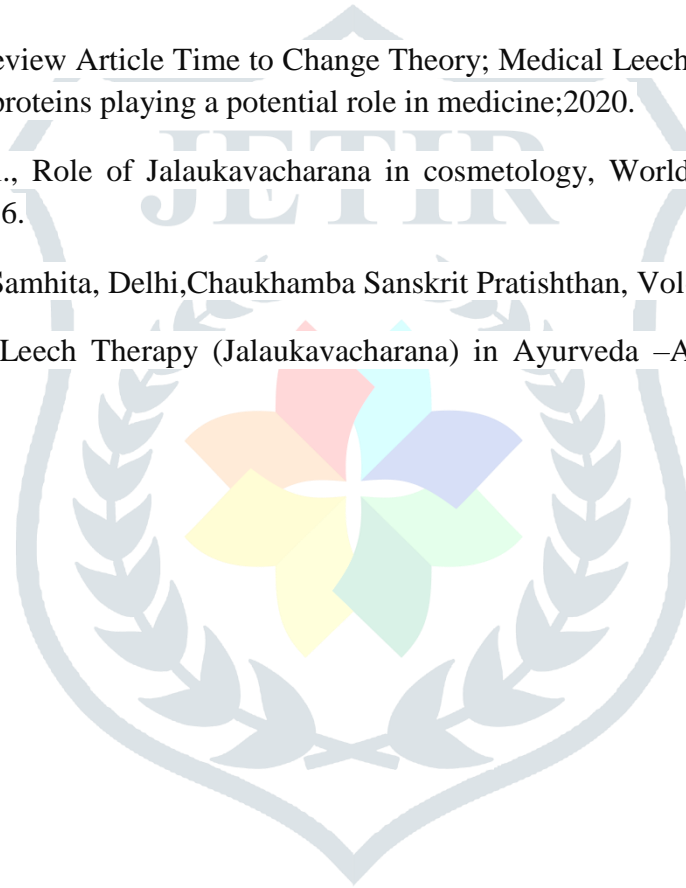 eview Article Time to Change Theory; Medical Leech
proteins playing a potential role in medicine;2020.
JETIR
., Role of Jalaukavacharana in cosmetology, World
6.
Samhita, Delhi,Chaukhamba Sanskrit Pratishthan, Vol
Leech Therapy (Jalaukavacharana) in Ayurveda –A